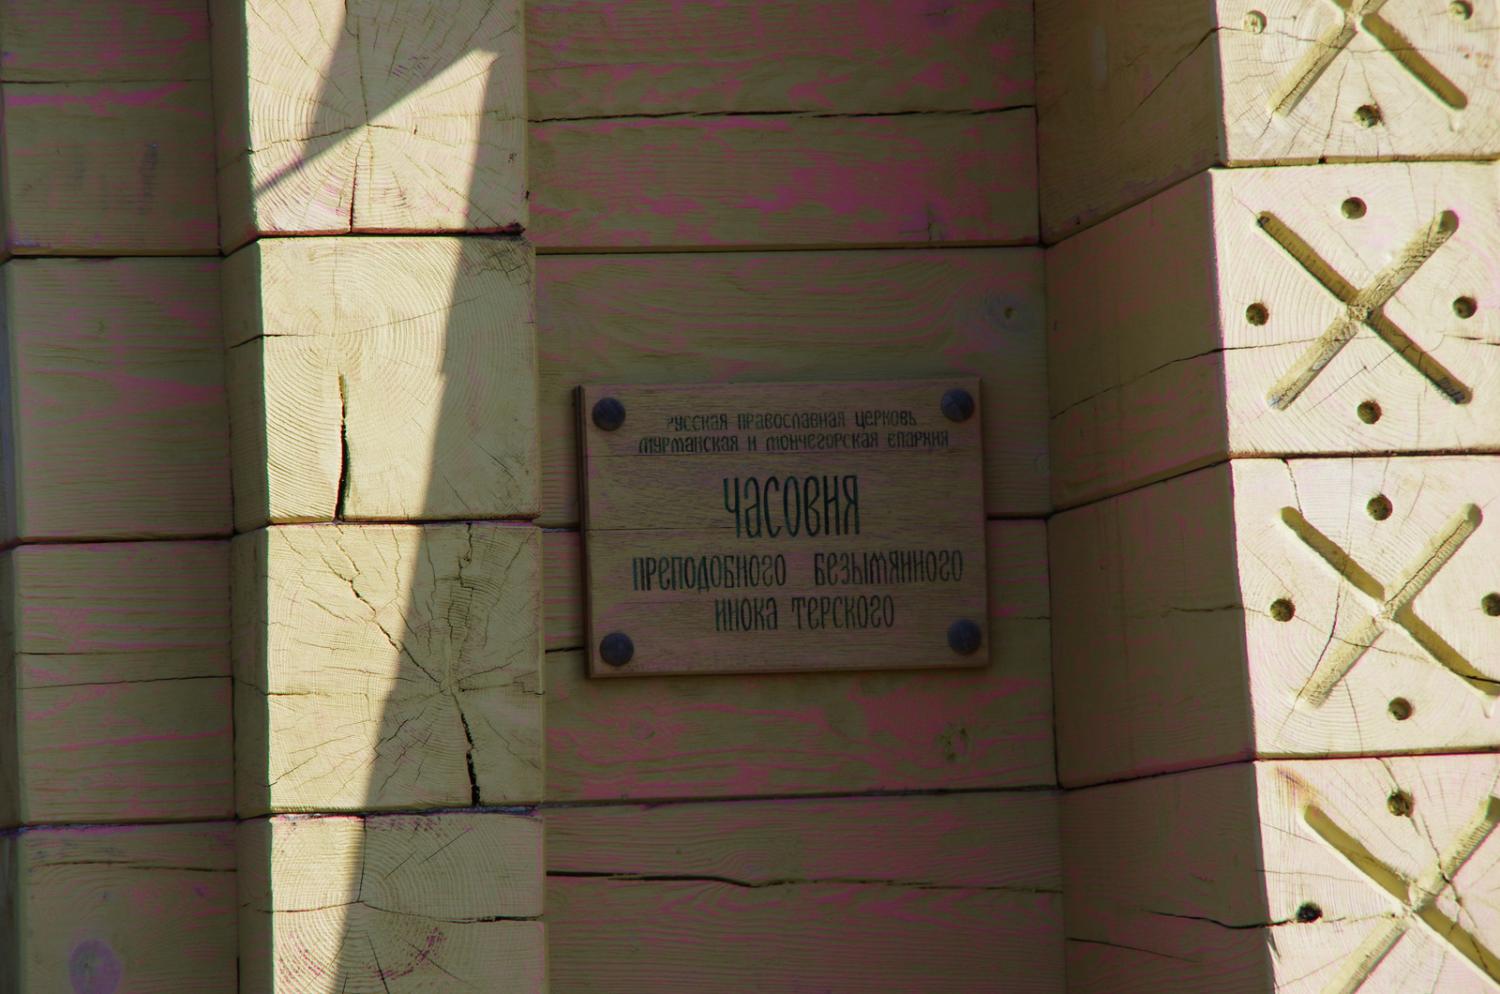 РУССКАЯ ПРАВОСЛАВНАЯ ЦЕРКОВЬ
МУРМАНСКАЯ И МОНЧЕГОРСКАЯ ЕПАРХИЯ
ЧАСОВНЯ
ПРЕПОДОБНОГО БЕЗЫМЯННОГО
ИНОКА ТЕРСКОГО